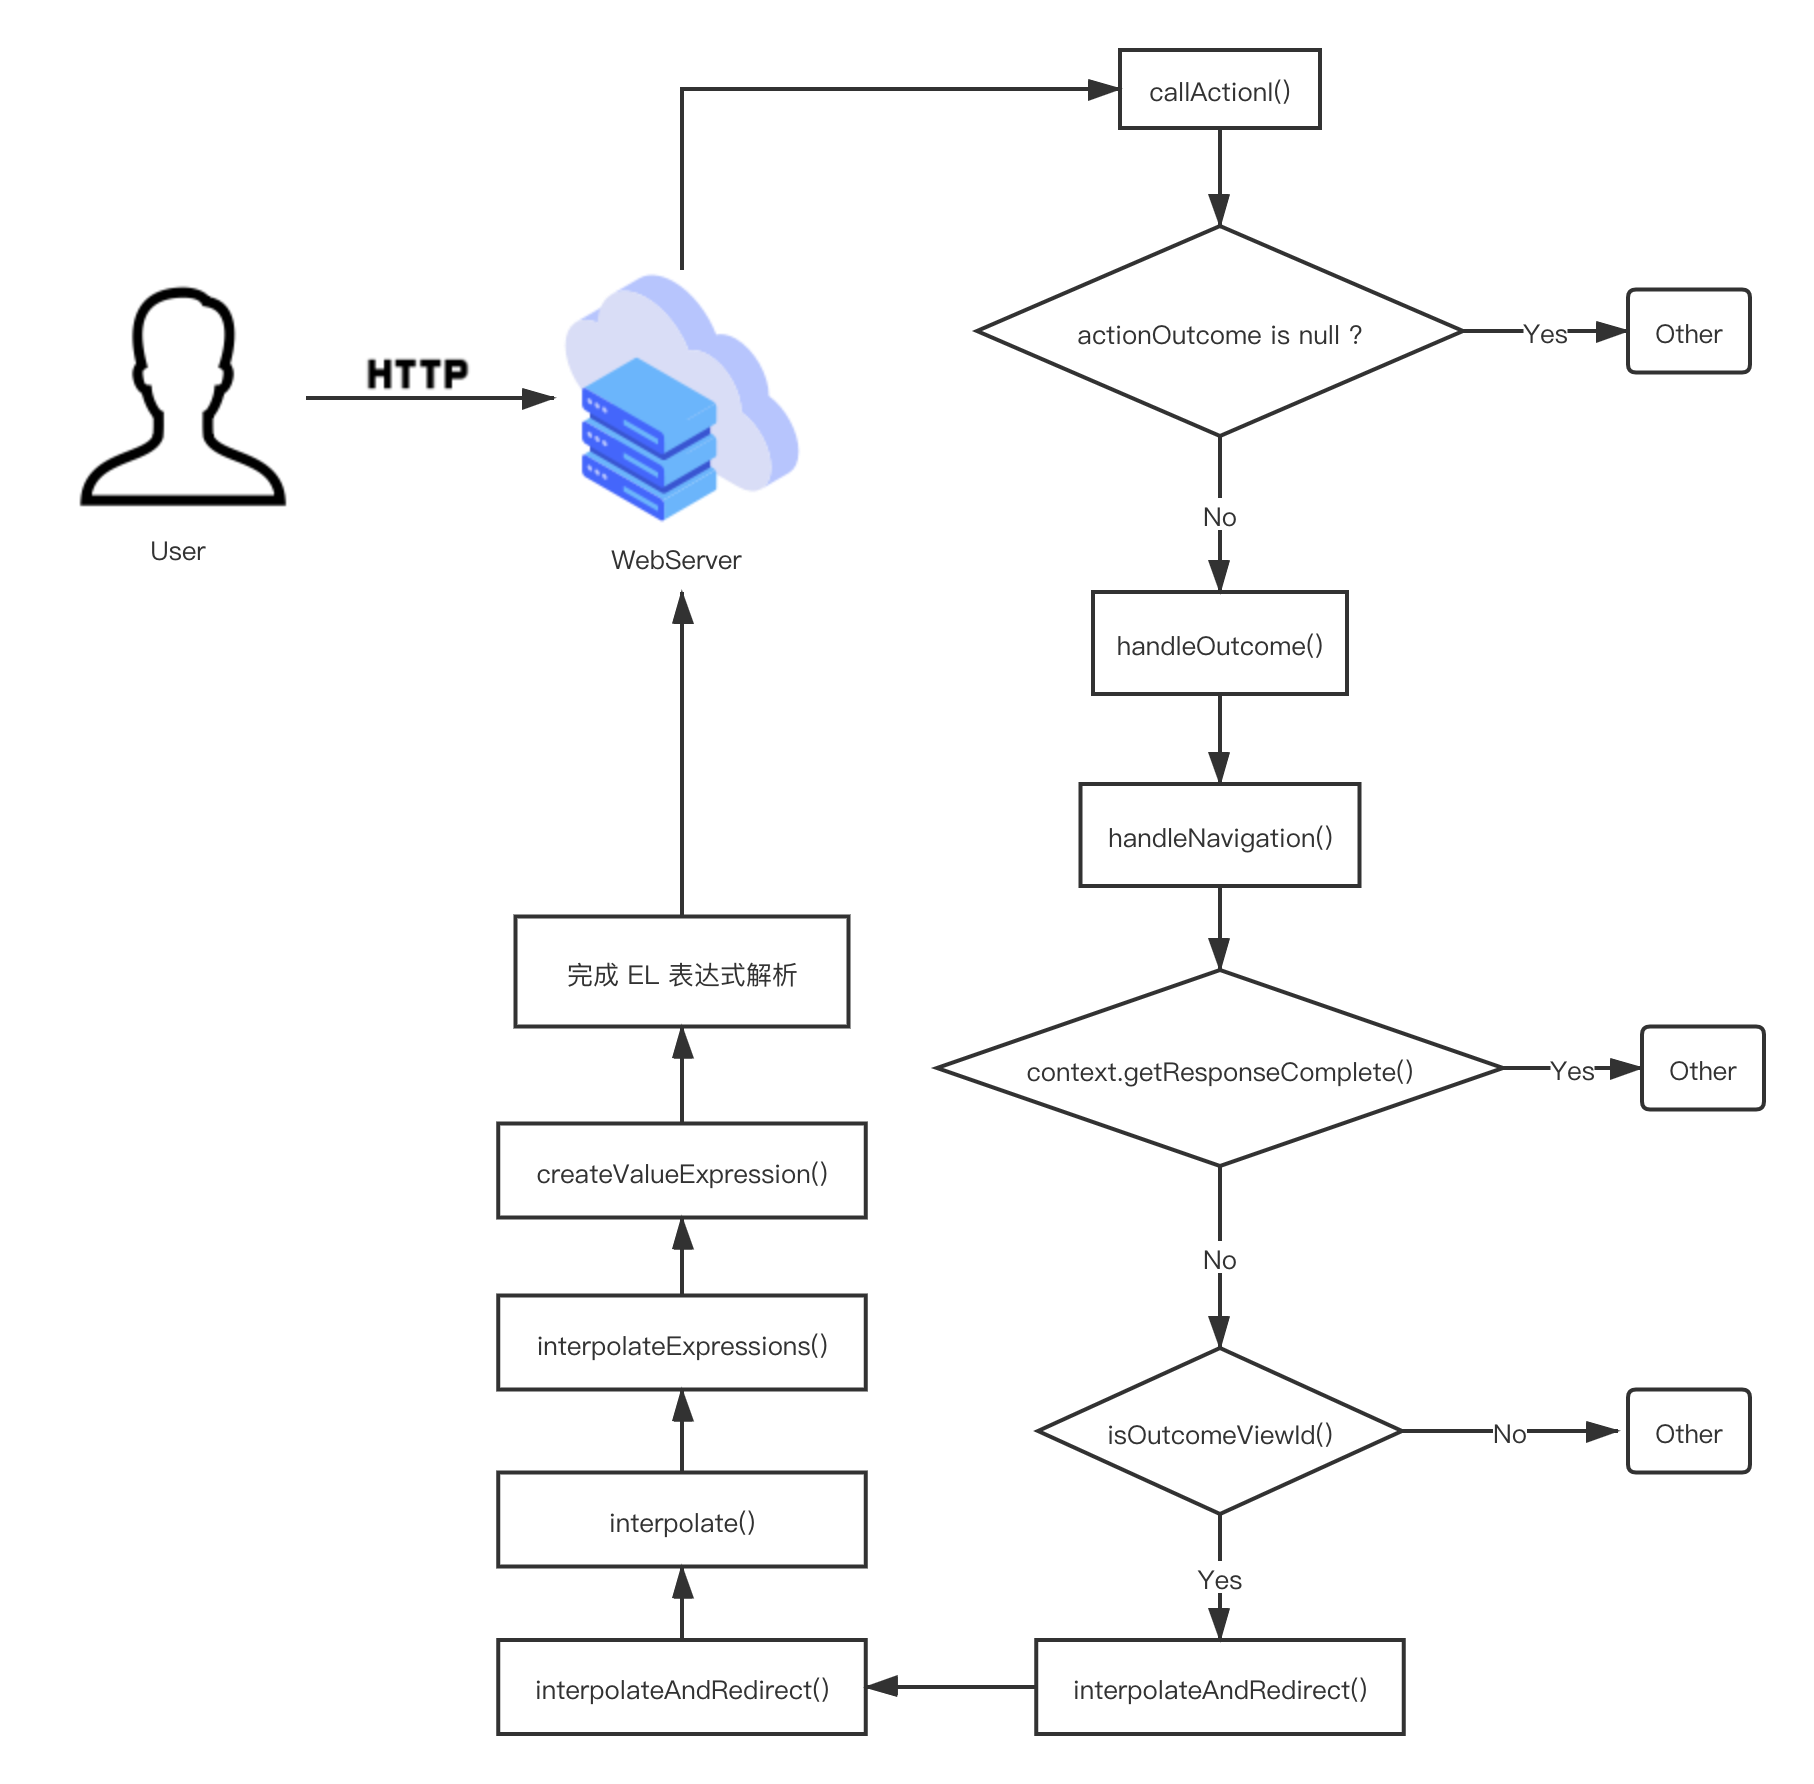 callActionl()
actionOutcome is null ?
Yes
Other
HTTP
User
WebServer
No
handleOutcome()
handleNavigation()
context.getResponseComplete()
Yes
Other
No
isOutcomeViewId()
No
Other
Yes
interpolateAndRedirect()
interpolateAndRedirect()
interpolate()
interpolateExpressions()
createValueExpression()
完成 EL 表达式解析